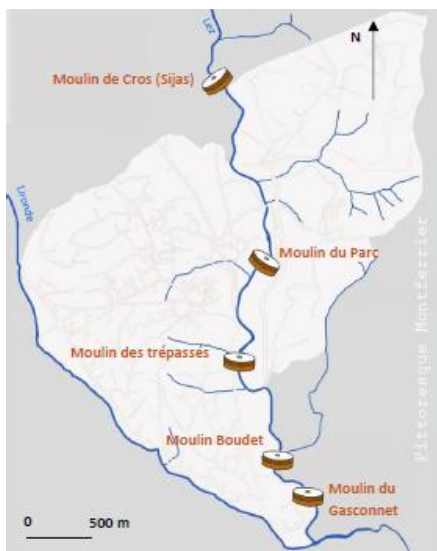 Lez
N
Moulin de Cros (Sijas)
Lironde
Moulin du Parc
Moulin des trépassés
Moulin Boudet
Moulin du
Gasconnet
0 500 m
Pittoresque Montferrier